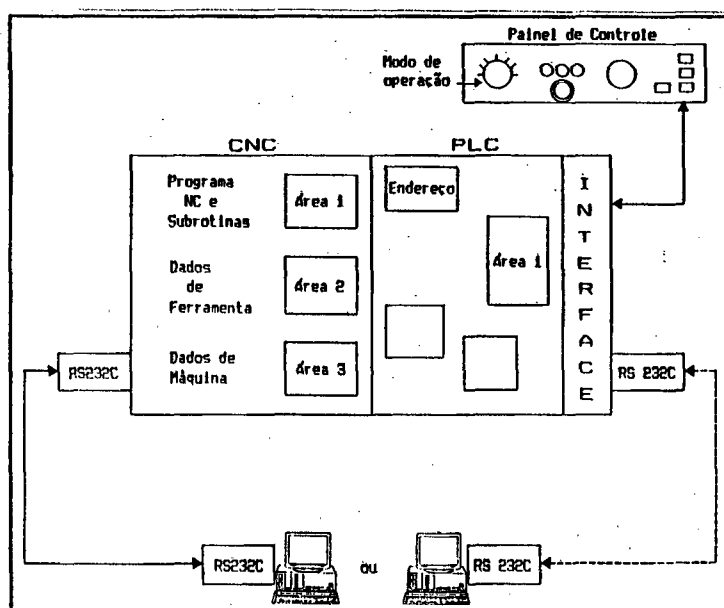 Painel de Controle
Modo de
operação
CNC
PLC
Programa
NC e
Subrotinas
Área 1
Dados
de
Ferramenta
Área 2
Dados de
Máquina
Área 3
Endereço
Área 1
INTERFACE
RS232C
RS 232C
RS232C
ou
RS 232C